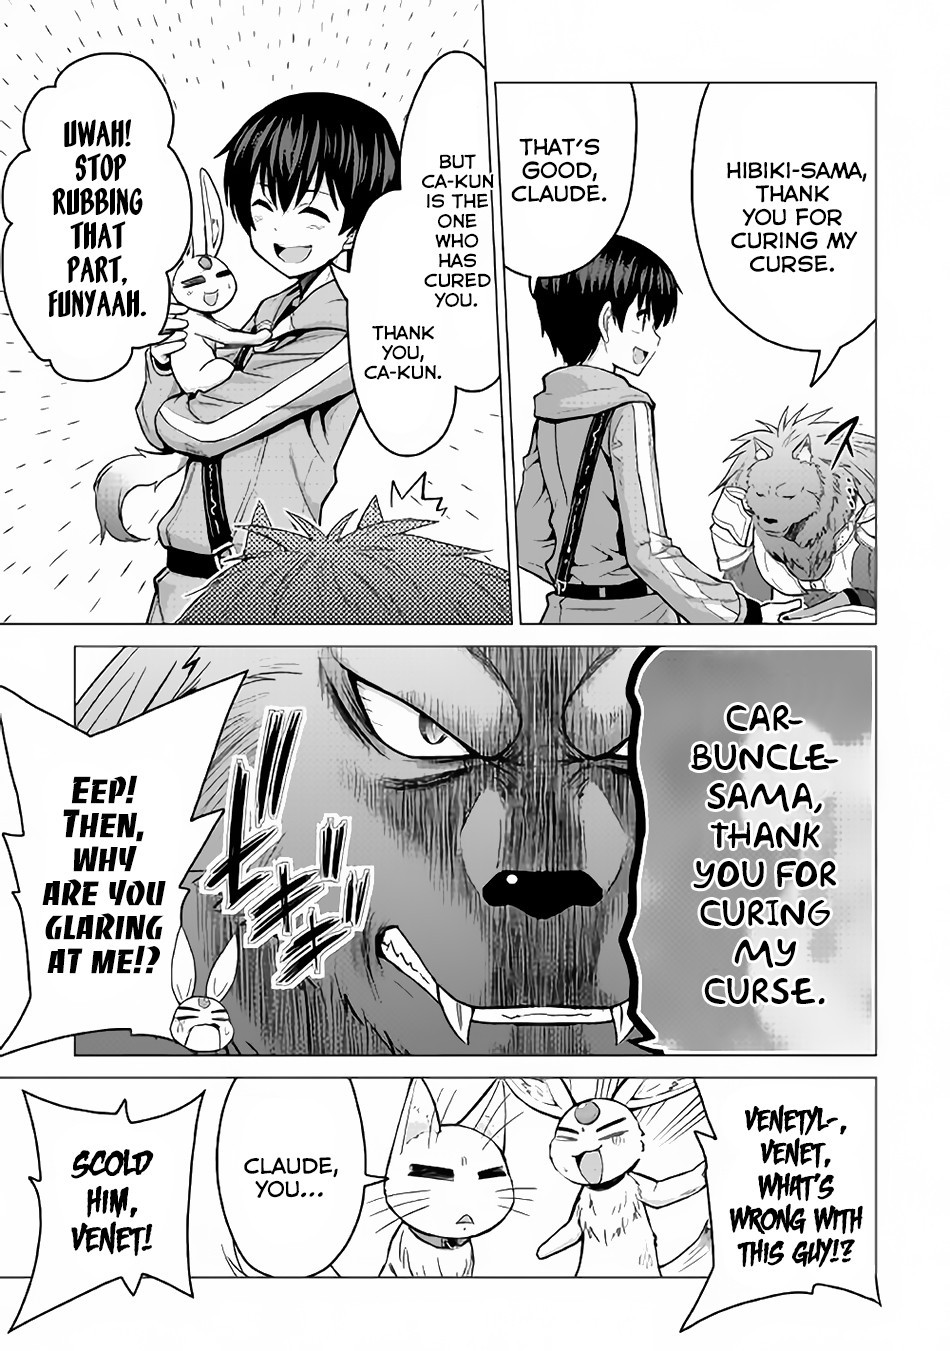 HIBIKI-SAMA,
THANK
YOU FOR
CURING MY
CURSE.
THAT'S
GOOD,
CLAUDE.
BUT
CA-KUN
IS THE
ONE
WHO
HAS
CURED
YOU.
THANK
YOU,
CA-KUN.
UWAH!
STOP
RUBBING
THAT
PART,
FUNYAAH.
CAR-
BUNCLE-
SAMA,
THANK
YOU FOR
CURING
MY
CURSE.
EEP!
THEN,
WHY
ARE YOU
GLARING
AT ME!?
VENETYL-,
VENET,
WHAT'S
WRONG WITH
THIS GUY!?
CLAUDE,
YOU...
SCOLD
HIM,
VENET!